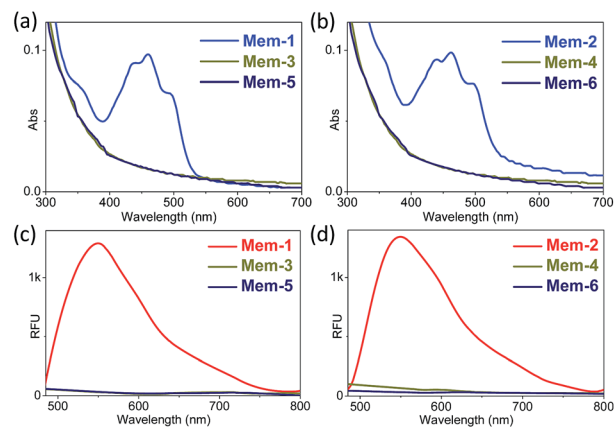 (a)
Mem-1
Mem-3
Mem-5
0.1
Abs
0.0
300 400 500 600 700
Wavelength (nm)
(b)
Mem-2
Mem-4
Mem-6
0.1
Abs
0.0
300 400 500 600 700
Wavelength (nm)
(c)
Mem-1
Mem-3
Mem-5
1k
RFU
0
500 600 700 800
Wavelength (nm)
(d)
Mem-2
Mem-4
Mem-6
1k
RFU
0
500 600 700 800
Wavelength (nm)